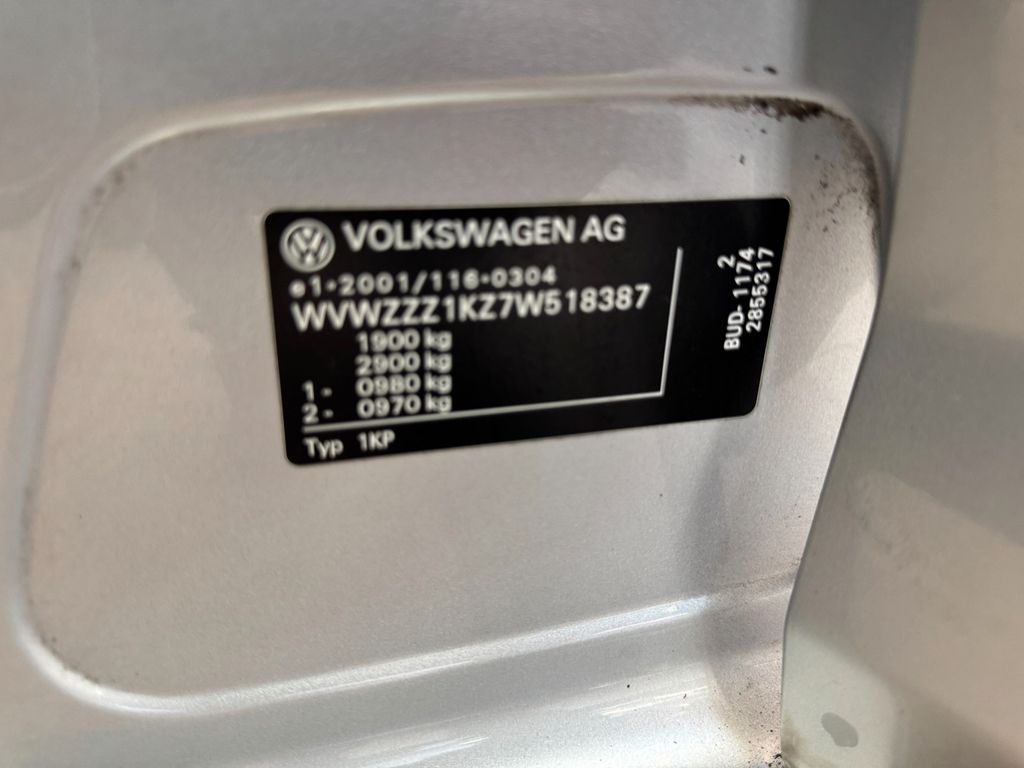 VOLKSWAGEN AG
e1*2001/116*0304
WVWZZZ1KZ7W518387
1900 kg
2900 kg
1- 0980 kg
2- 0970 kg
Typ 1KP
2
BUD-1174
2855317